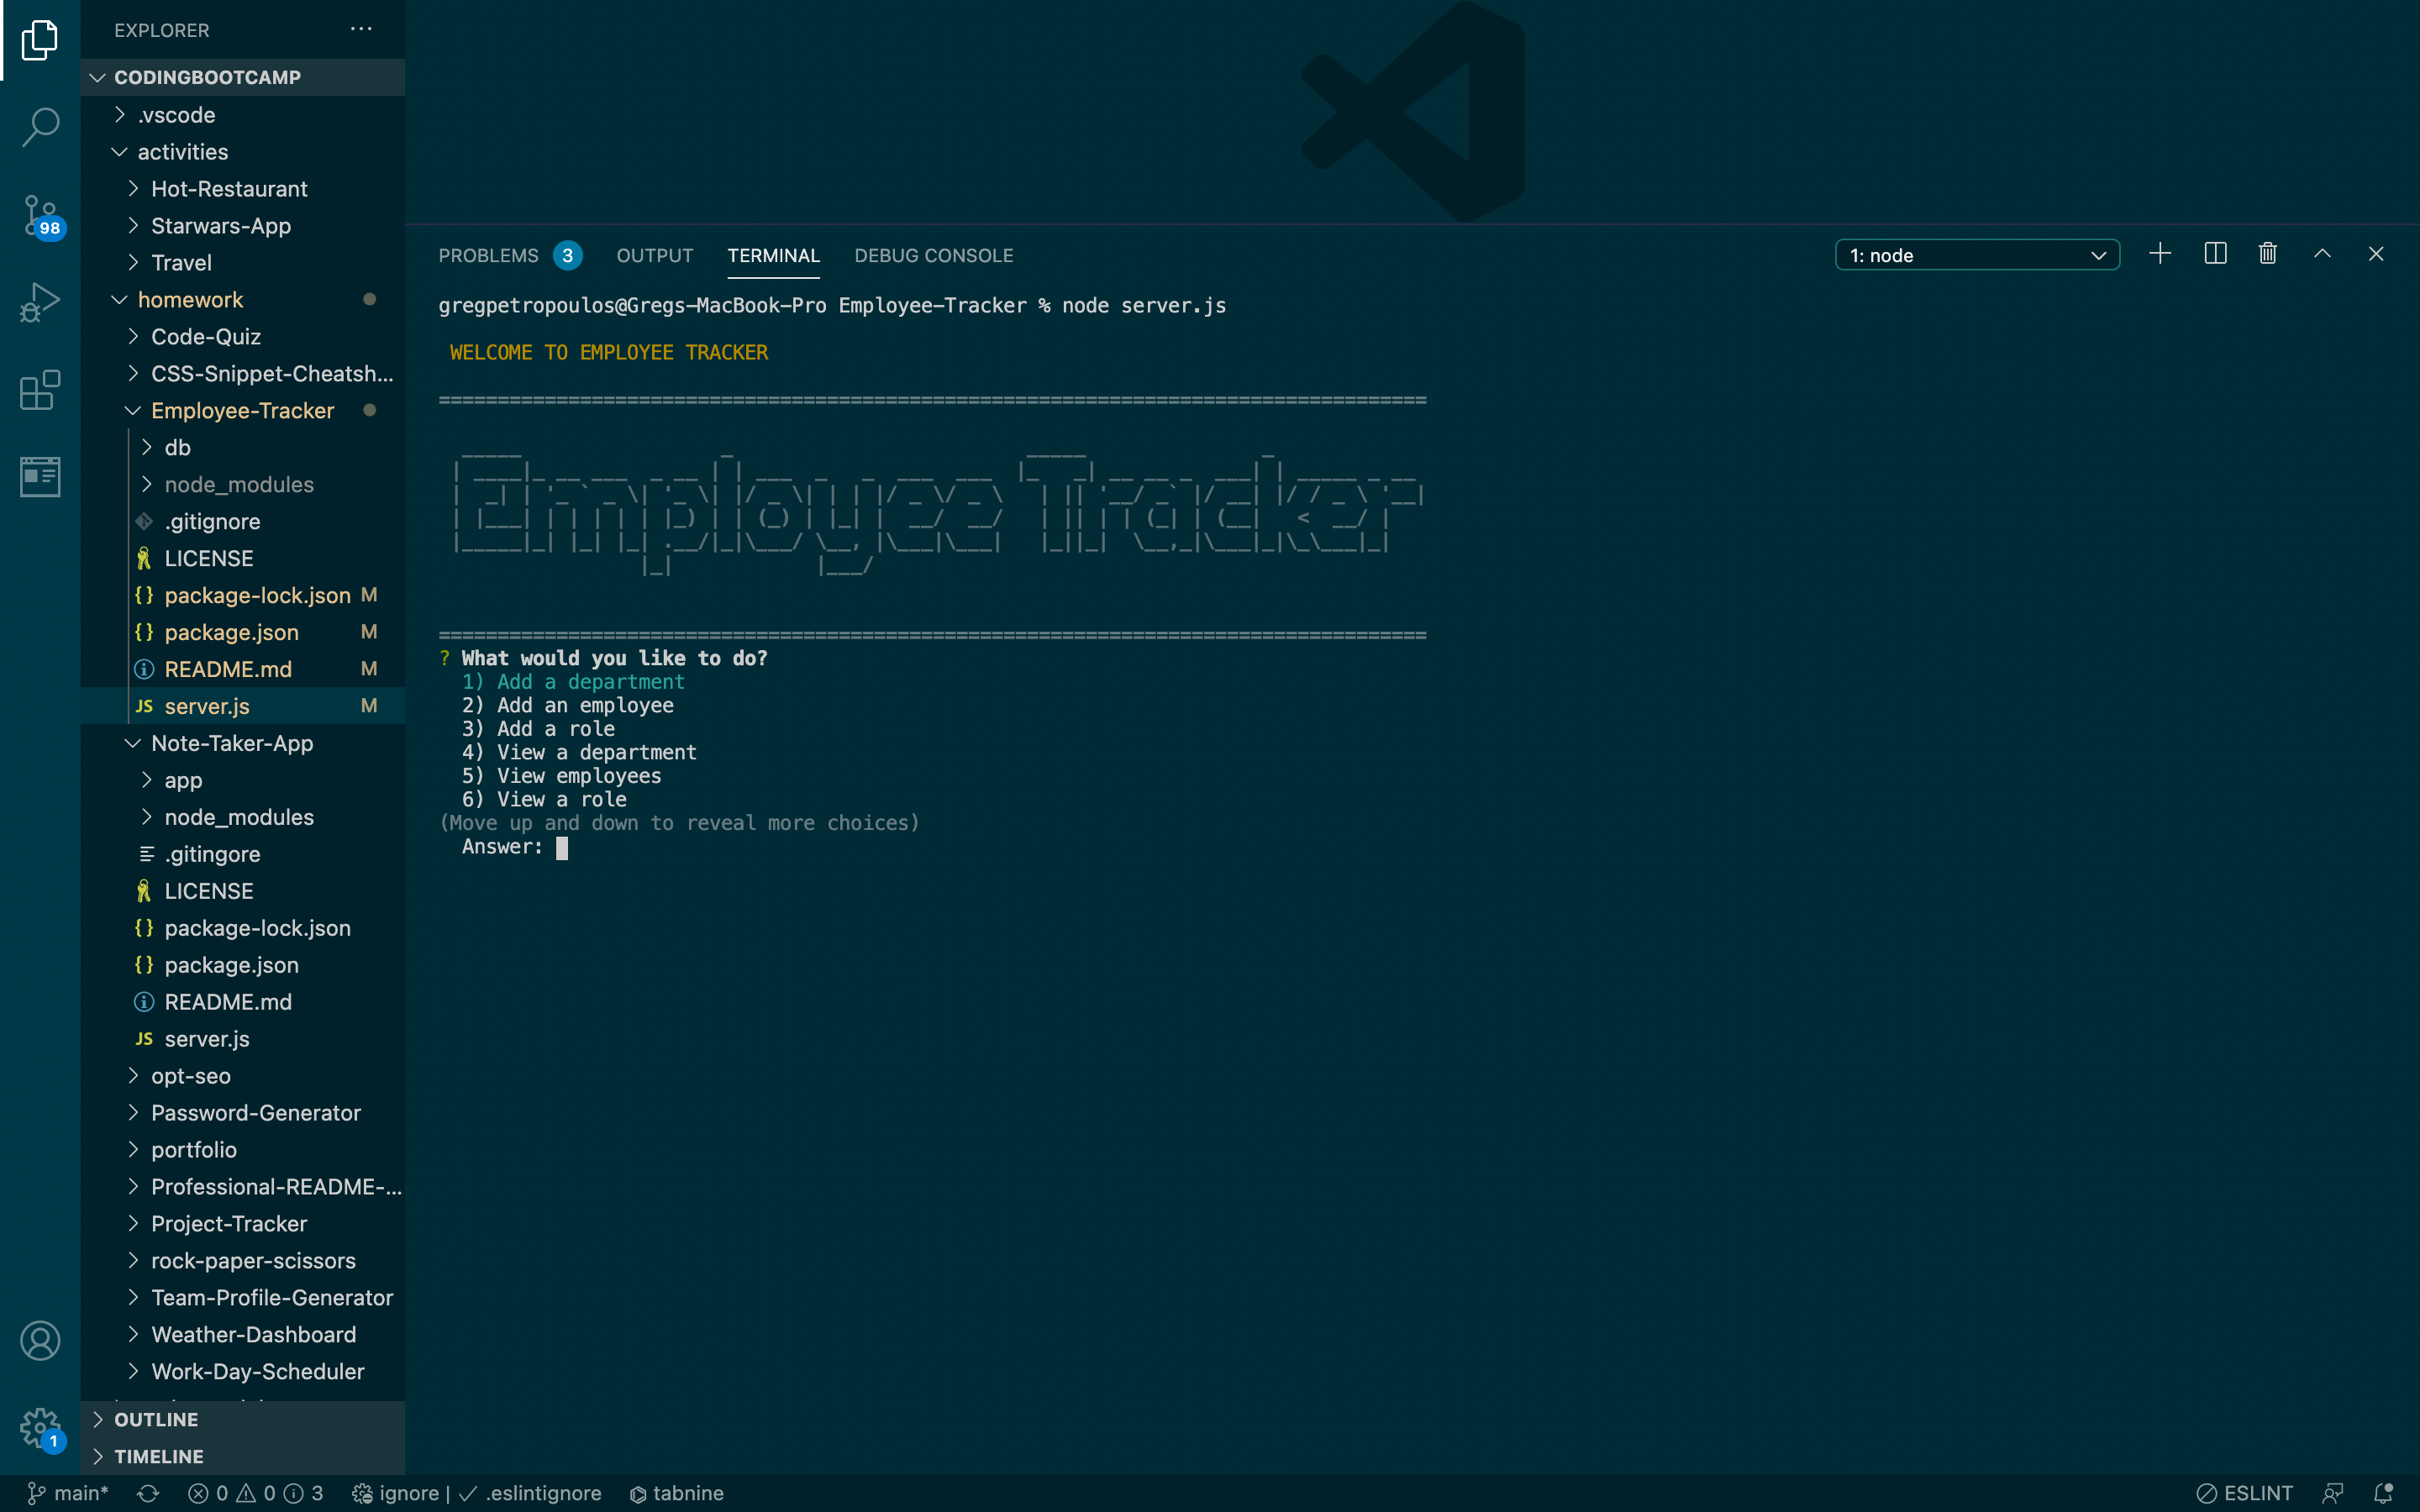 EXPLORER
CODINGBOOTCAMP
.vscode
activities
Hot-Restaurant
Starwars-App
Travel
homework
Code-Quiz
CSS-Snippet-Cheatsh...
Employee-Tracker
db
node_modules
.gitignore
LICENSE
package-lock.json M
package.json M
README.md M
JS server.js M
Note-Taker-App
app
node_modules
.gitingore
LICENSE
package-lock.json
package.json
README.md
JS server.js
opt-seo
Password-Generator
portfolio
Professional-README-...
Project-Tracker
rock-paper-scissors
Team-Profile-Generator
Weather-Dashboard
Work-Day-Scheduler
OUTLINE
TIMELINE
98
1
PROBLEMS 3 OUTPUT TERMINAL DEBUG CONSOLE 1: node
gregpetropoulos@Gregs-MacBook-Pro Employee-Tracker % node server.js
WELCOME TO EMPLOYEE TRACKER
====================================================================================
Employee Tracker
====================================================================================
? What would you like to do?
1) Add a department
2) Add an employee
3) Add a role
4) View a department
5) View employees
6) View a role
(Move up and down to reveal more choices)
Answer:
main* 0 0 3 ignore | ✓ .eslintignore tabnine ESLINT